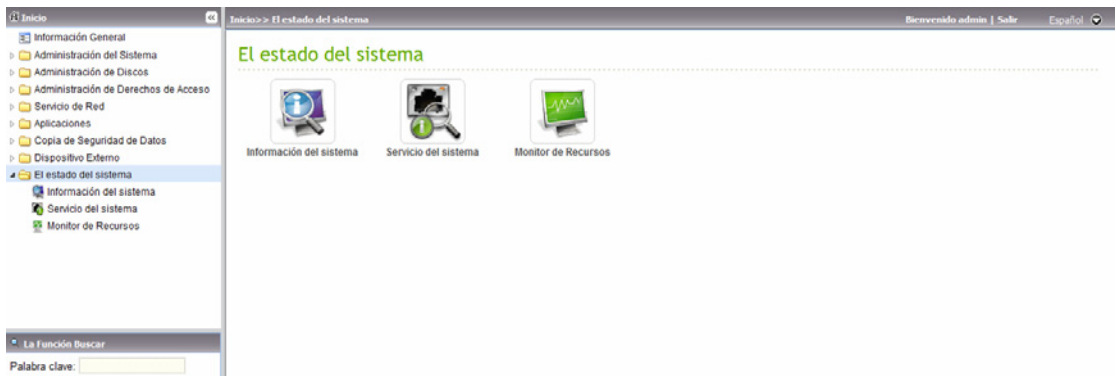 Inicio
Inicio>> El estado del sistema
Bienvenido admin | Salir
Español
Información General
Administración del Sistema
Administración de Discos
Administración de Derechos de Acceso
Servicio de Red
Aplicaciones
Copia de Seguridad de Datos
Dispositivo Externo
El estado del sistema
Información del sistema
Servicio del sistema
Monitor de Recursos
La Función Buscar
Palabra clave:
El estado del sistema
Información del sistema
Servicio del sistema
Monitor de Recursos